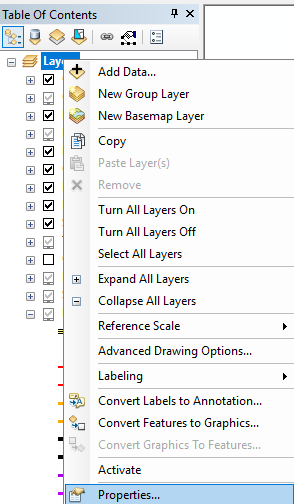 Table Of Contents
Layers
Add Data...
New Group Layer
New Basemap Layer
Copy
Paste Layer(s)
Remove
Turn All Layers On
Turn All Layers Off
Select All Layers
Expand All Layers
Collapse All Layers
Reference Scale
Advanced Drawing Options...
Labeling
Convert Labels to Annotation...
Convert Features to Graphics...
Convert Graphics To Features...
Activate
Properties...